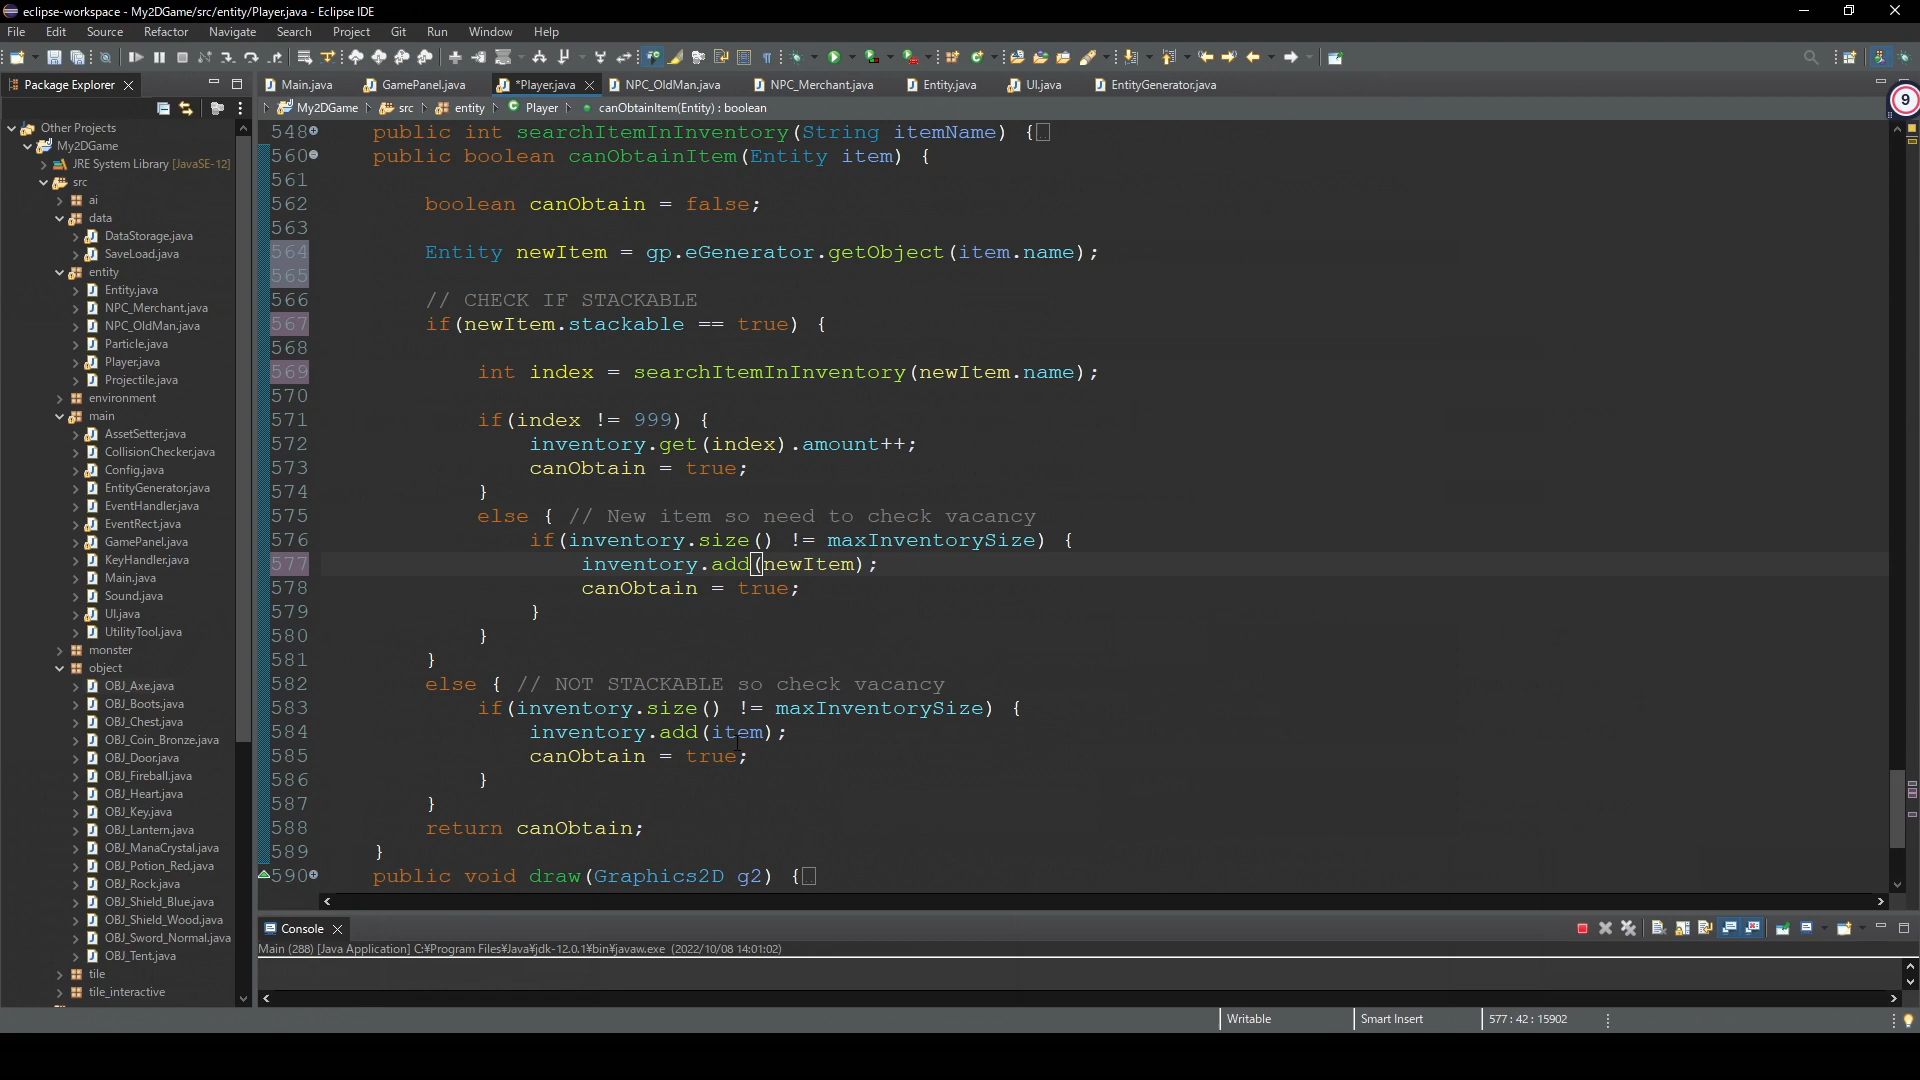 eclipse-workspace - My2DGame/src/entity/Player.java - Eclipse IDE
File Edit Source Refactor Navigate Search Project Git Run Window Help
Package Explorer
Main.java GamePanel.java *Player.java NPC_OldMan.java NPC_Merchant.java Entity.java UI.java EntityGenerator.java
My2DGame src entity Player canObtainItem(Entity) : boolean
9
Other Projects
My2DGame
JRE System Library [JavaSE-12]
src
ai
data
DataStorage.java
SaveLoad.java
entity
Entity.java
NPC_Merchant.java
NPC_OldMan.java
Particle.java
Player.java
Projectile.java
environment
main
AssetSetter.java
CollisionChecker.java
Config.java
EntityGenerator.java
EventHandler.java
EventRect.java
GamePanel.java
KeyHandler.java
Main.java
Sound.java
UI.java
UtilityTool.java
monster
object
OBJ_Axe.java
OBJ_Boots.java
OBJ_Chest.java
OBJ_Coin_Bronze.java
OBJ_Door.java
OBJ_Fireball.java
OBJ_Heart.java
OBJ_Key.java
OBJ_Lantern.java
OBJ_ManaCrystal.java
OBJ_Potion_Red.java
OBJ_Rock.java
OBJ_Shield_Blue.java
OBJ_Shield_Wood.java
OBJ_Sword_Normal.java
OBJ_Tent.java
tile
tile_interactive
548 public int searchItemInInventory(String itemName) {
560 public boolean canObtainItem(Entity item) {
561
562 boolean canObtain = false;
563
564 Entity newItem = gp.eGenerator.getObject(item.name);
565
566 // CHECK IF STACKABLE
567 if(newItem.stackable == true) {
568
569 int index = searchItemInInventory(newItem.name);
570
571 if(index != 999) {
572 inventory.get(index).amount++;
573 canObtain = true;
574 }
575 else { // New item so need to check vacancy
576 if(inventory.size() != maxInventorySize) {
577 inventory.add(newItem);
578 canObtain = true;
579 }
580 }
581 }
582 else { // NOT STACKABLE so check vacancy
583 if(inventory.size() != maxInventorySize) {
584 inventory.add(item);
585 canObtain = true;
586 }
587 }
588 return canObtain;
589 }
590 public void draw(Graphics2D g2) {
Console
Main (288) [Java Application] C:¥Program Files¥Java¥jdk-12.0.1¥bin¥javaw.exe (2022/10/08 14:01:02)
Writable Smart Insert 577 : 42 : 15902